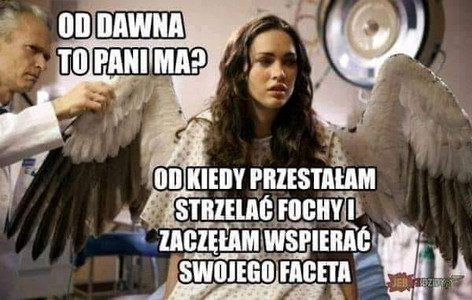 OD DAWNA
TO PANI MA?
OD KIEDY PRZESTAŁAM
STRZELAĆ FOCHY I
ZACZĘŁAM WSPIERAĆ
SWOJEGO FACETA